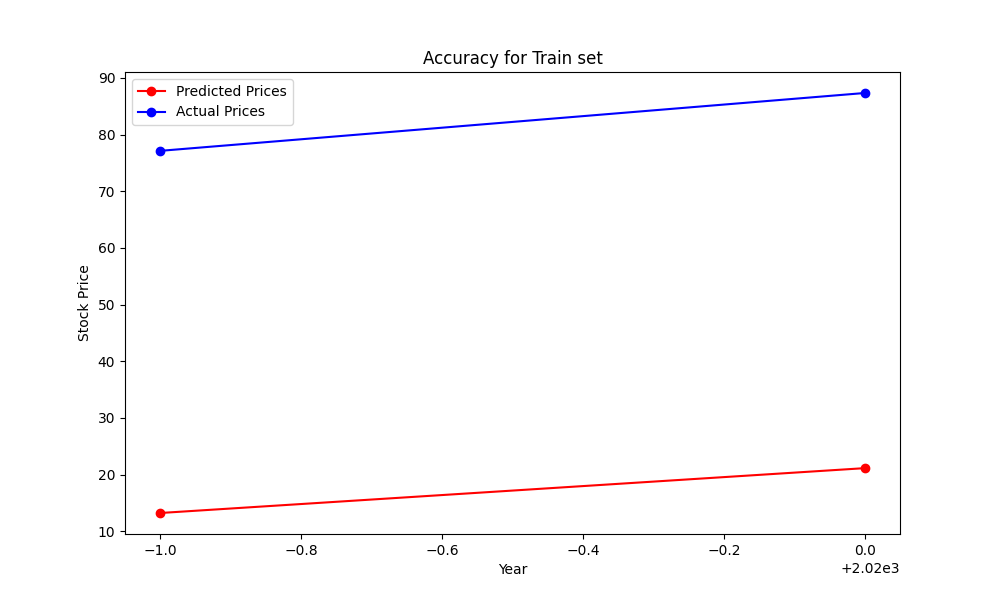 Accuracy for Train set
Predicted Prices
Actual Prices
90
80
70
60
50
40
30
20
10
Stock Price
−1.0
−0.8
−0.6
−0.4
−0.2
0.0
+2.02e3
Year